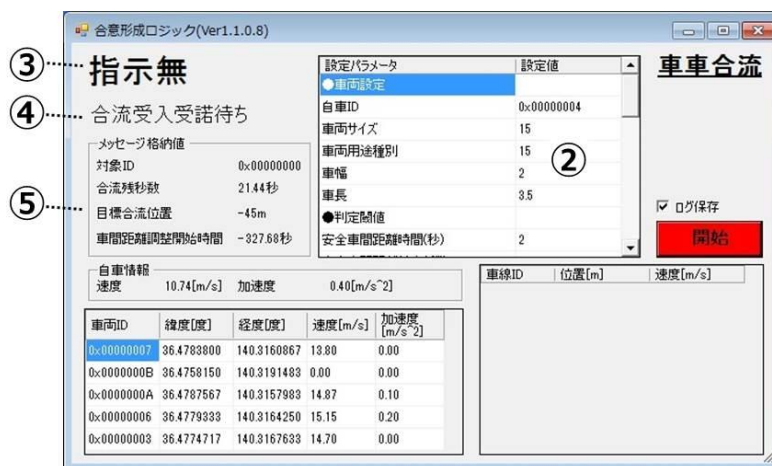 合意形成ロジック(Ver1.1.0.8)
③ 指示無
④ 合流受入受諾待ち
メッセージ格納値
対象ID 0x00000000
合流残秒数 21.44秒
⑤ 目標合流位置 -45m
車間距離調整開始時間 -327.68秒
設定パラメータ 設定値
●車両設定
自車ID 0x00000004
車両サイズ 15
車両用途種別 15
車幅 2
②
車長 3.5
●判定閾値
安全車間距離時間(秒) 2
車車合流
ログ保存
開始
自車情報
速度 10.74[m/s] 加速度 0.40[m/s^2]
車両ID 緯度[度] 経度[度] 速度[m/s] 加速度[m/s^2]
0x00000007 36.4783800 140.3160867 13.80 0.00
0x0000000B 36.4758150 140.3191483 0.00 0.00
0x0000000A 36.4787567 140.3157983 14.87 0.10
0x00000006 36.4779333 140.3164250 15.15 0.20
0x00000003 36.4774717 140.3167633 14.70 0.00
車線ID 位置[m] 速度[m/s]